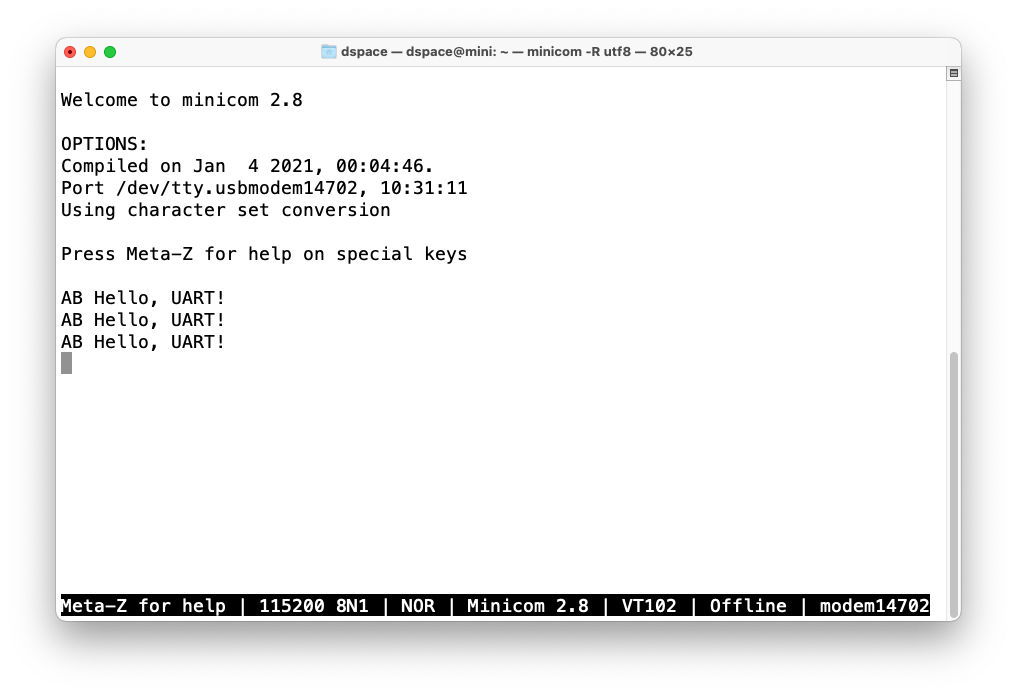 dspace — dspace@mini: ~ — minicom -R utf8 — 80×25
Welcome to minicom 2.8
OPTIONS:
Compiled on Jan  4 2021, 00:04:46.
Port /dev/tty.usbmodem14702, 10:31:11
Using character set conversion
Press Meta-Z for help on special keys
AB Hello, UART!
AB Hello, UART!
AB Hello, UART!
Meta-Z for help | 115200 8N1 | NOR | Minicom 2.8 | VT102 | Offline | modem14702